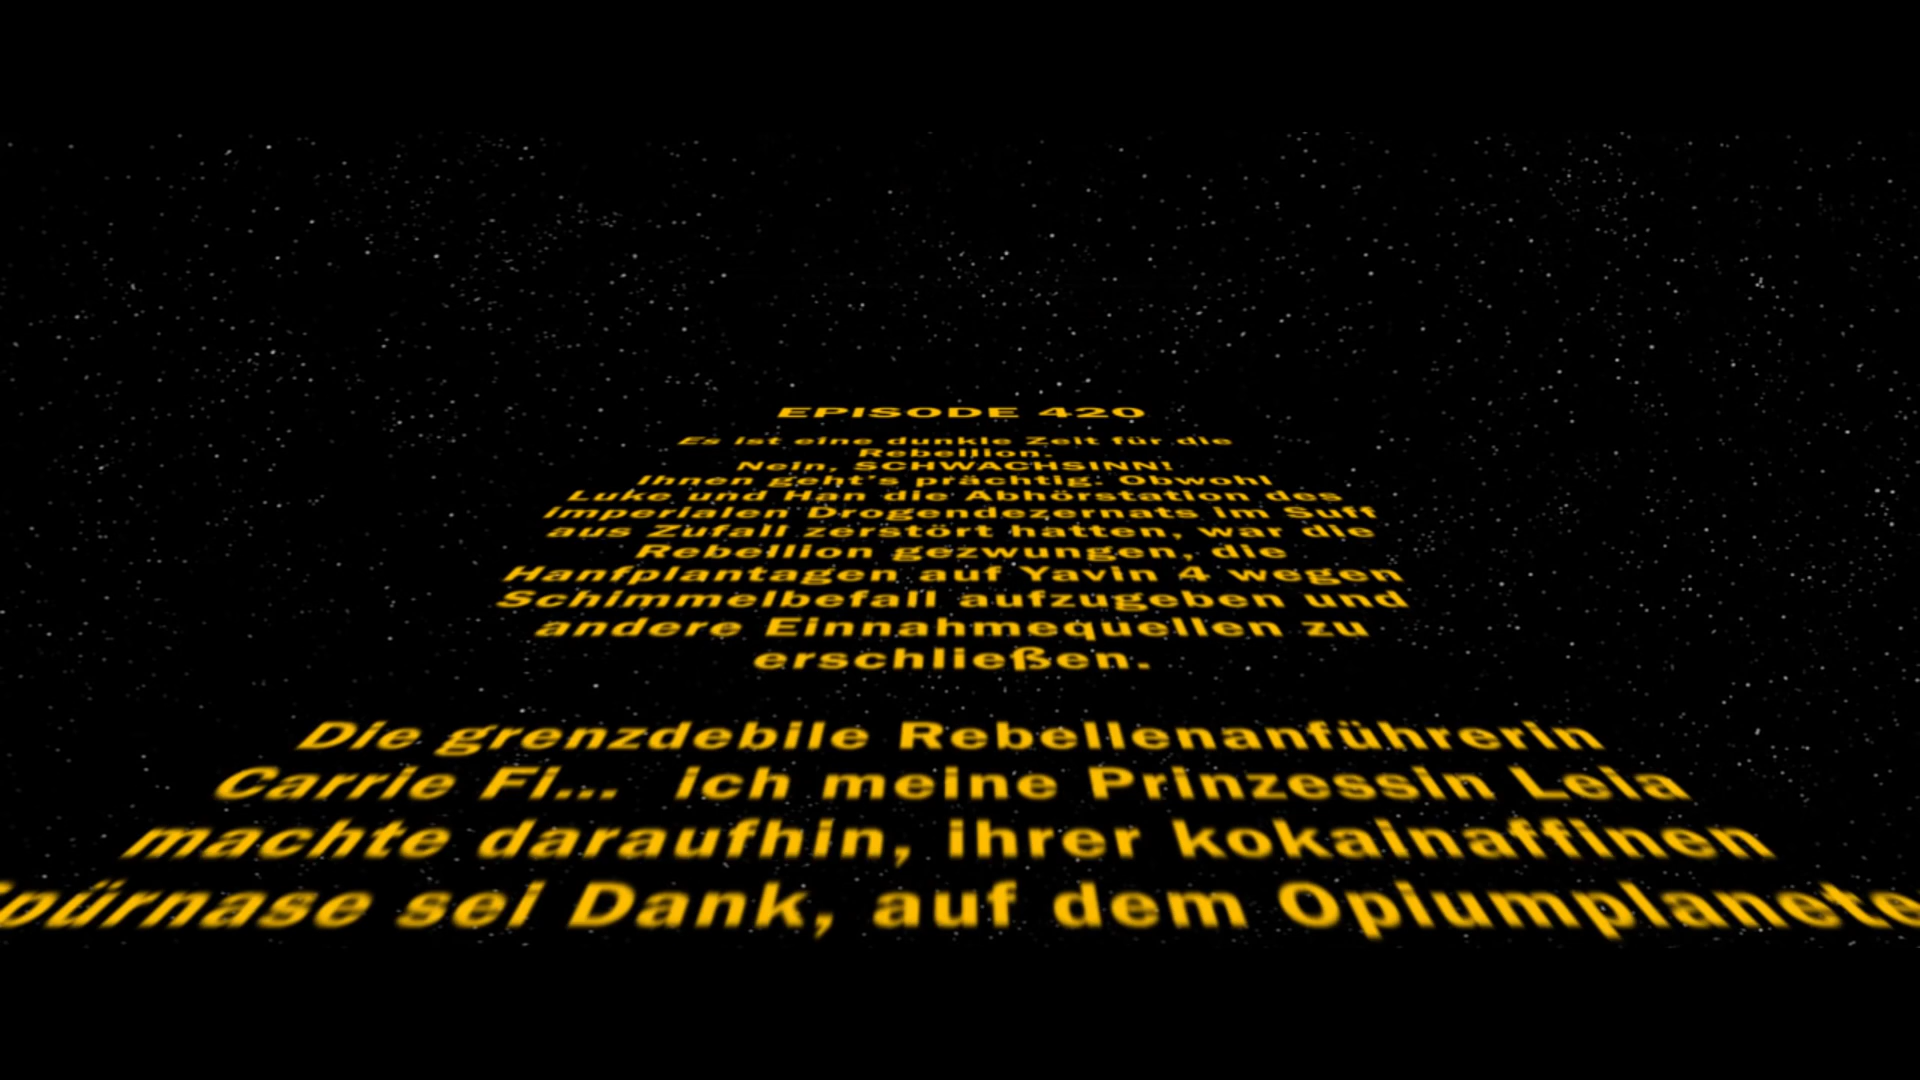 EPISODE 420
Es ist eine dunkle Zeit für die
Rebellion.
Nein, SCHWACHSINN!
Ihnen geht's prächtig. Obwohl
Luke und Han die Abhörstation des
Imperialen Drogendezernats im Suff
aus Zufall zerstört hatten, war die
Rebellion gezwungen, die
Hanfplantagen auf Yavin 4 wegen
Schimmelbefall aufzugeben und
andere Einnahmequellen zu
erschließen.
Die grenzdebile Rebellenanführerin
Carrie Fi... ich meine Prinzessin Leia
machte daraufhin, ihrer kokainaffinen
pürnase sei Dank, auf dem Opiumplanete